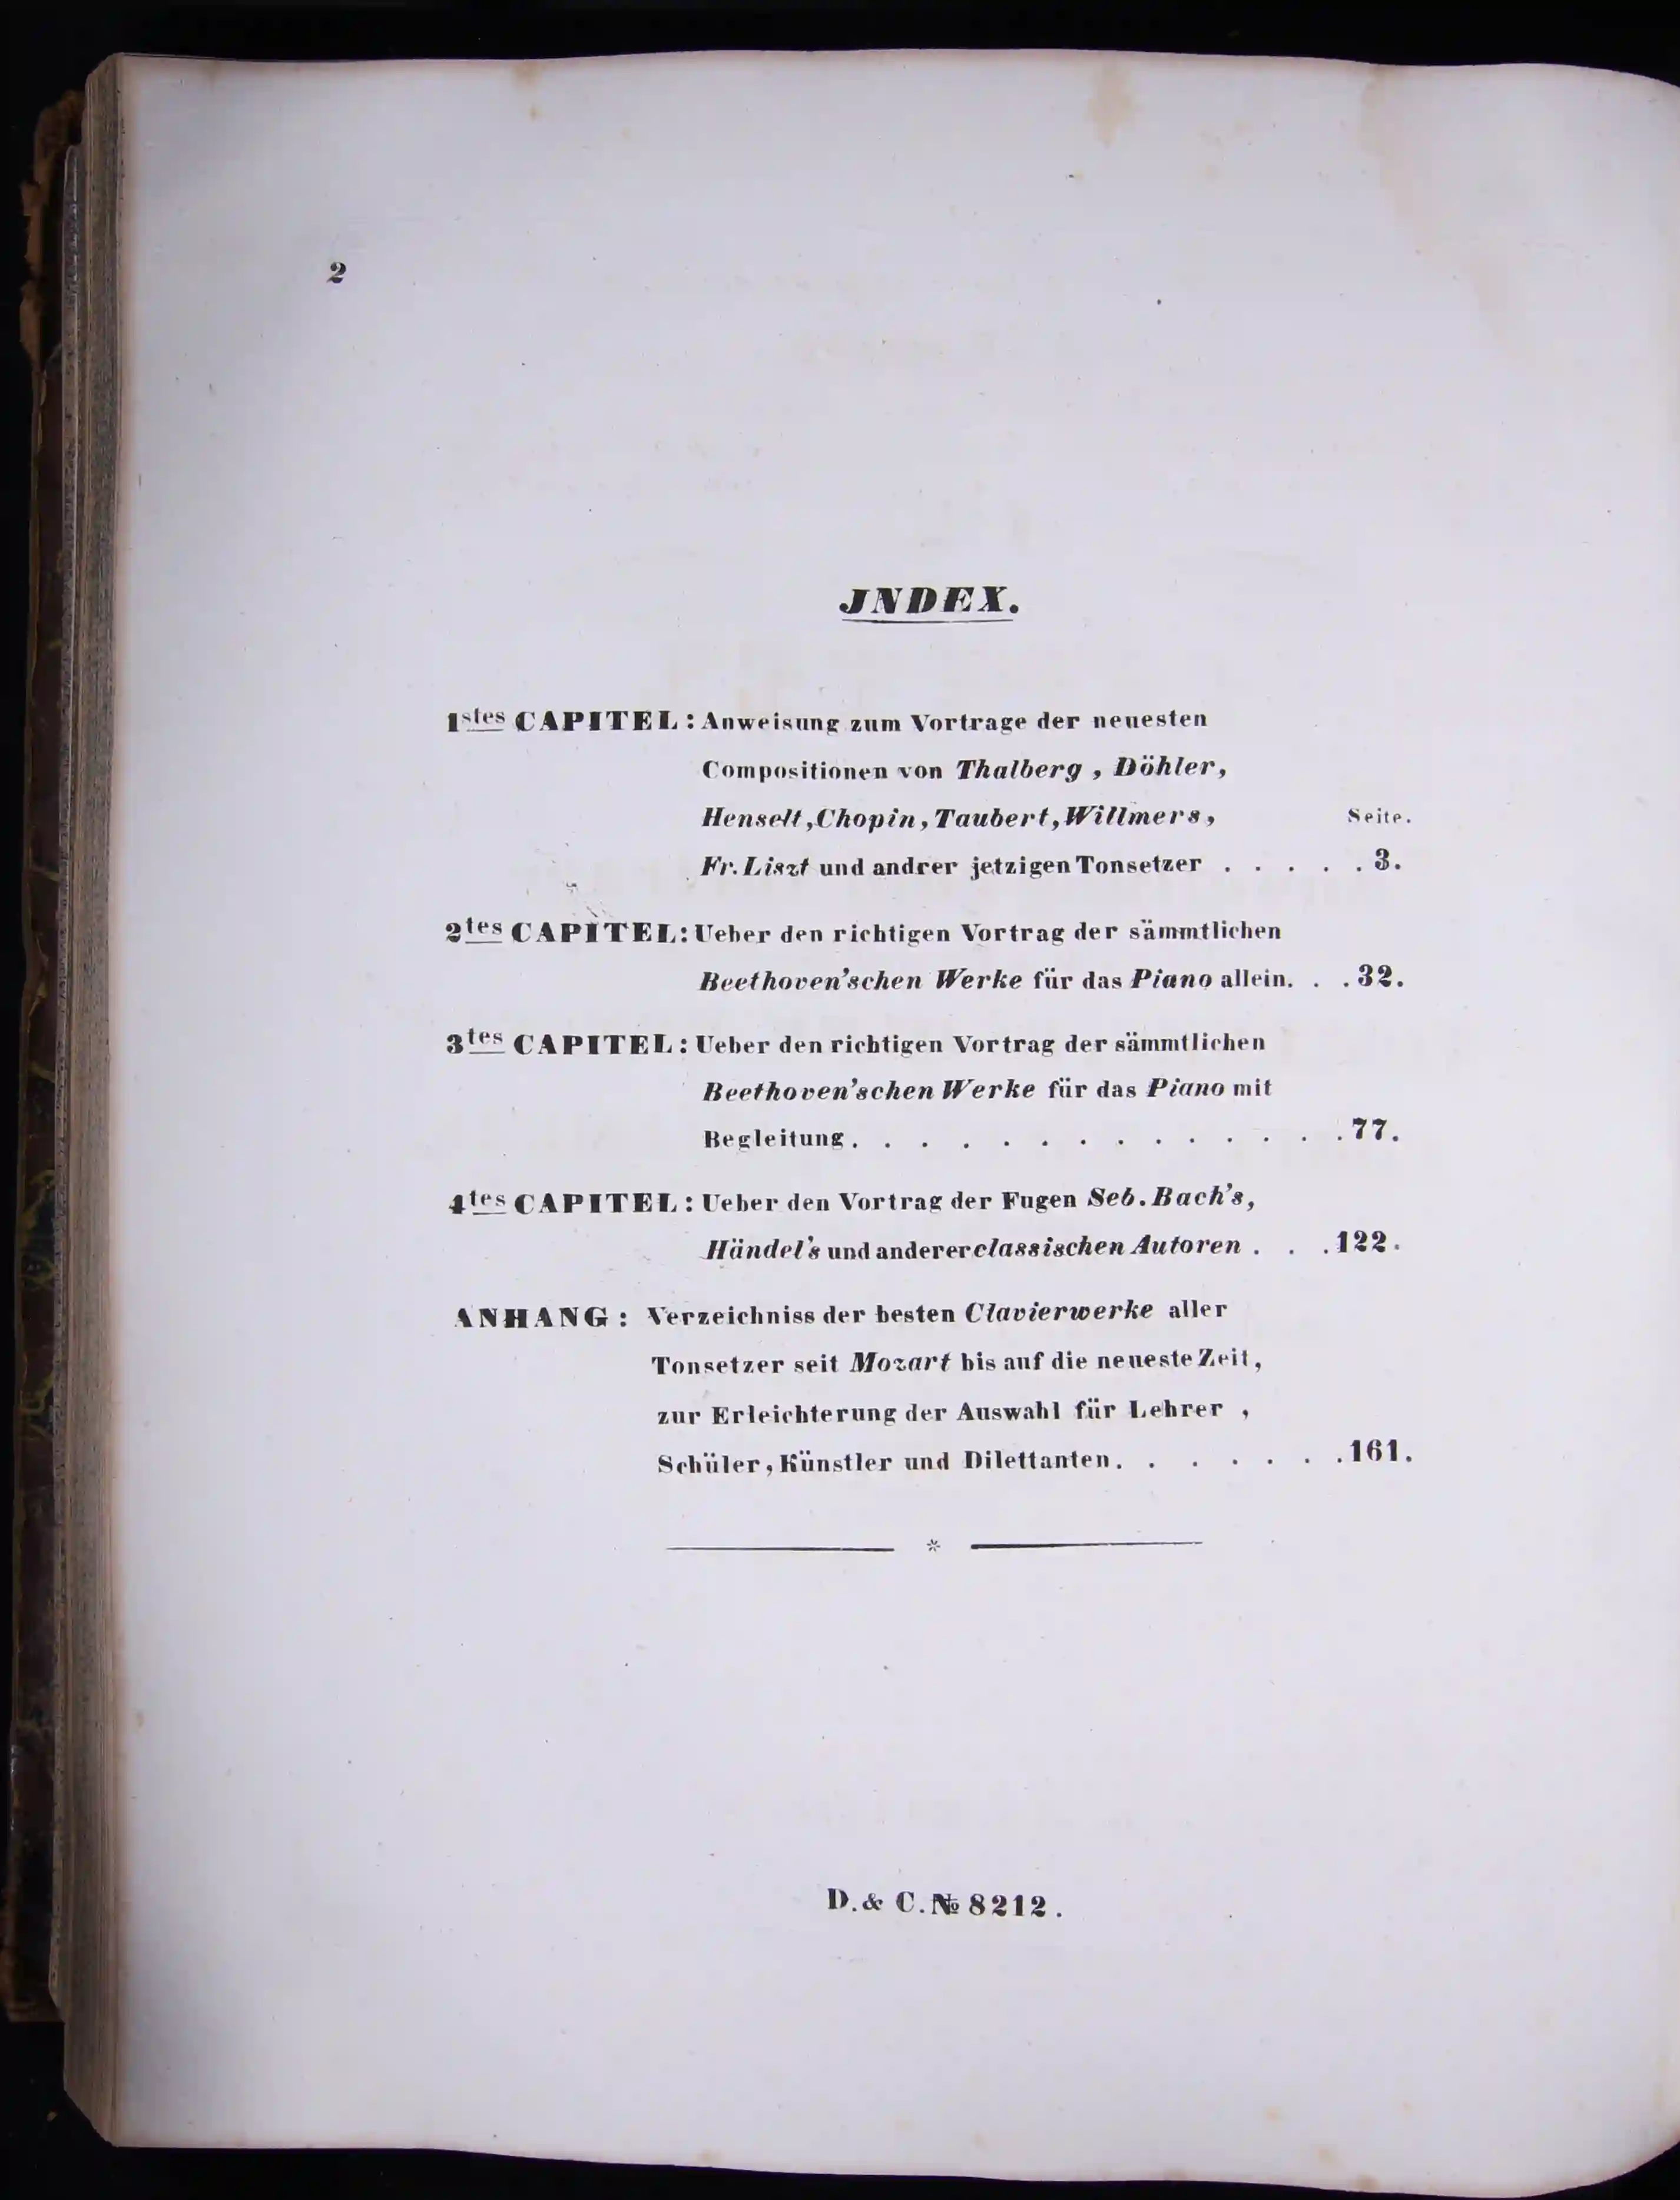 2
JNDEX.
1stes CAPITEL: Anweisung zum Vortrage der neuesten
Compositionen von Thalberg, Döhler,
Henselt, Chopin, Taubert, Willmers,
Seite.
Fr. Liszt und andrer jetzigen Tonsetzer . . . . . 3.
2tes CAPITEL: Ueber den richtigen Vortrag der sämmtlichen
Beethoven'schen Werke für das Piano allein. . . 32.
3tes CAPITEL: Ueber den richtigen Vortrag der sämmtlichen
Beethoven'schen Werke für das Piano mit
Begleitung. . . . . . . . . . . . . . 77.
4tes CAPITEL: Ueber den Vortrag der Fugen Seb. Bach's,
Händel's und anderer classischen Autoren . . . 122.
ANHANG: Verzeichniss der besten Clavierwerke aller
Tonsetzer seit Mozart bis auf die neueste Zeit,
zur Erleichterung der Auswahl für Lehrer,
Schüler, Künstler und Dilettanten. . . . . . . 161.
D. & C. № 8212.